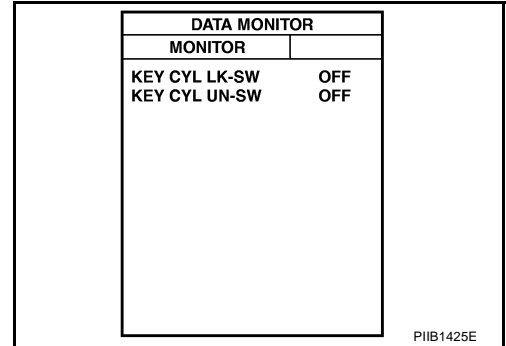 DATA MONITOR
MONITOR
KEY CYL LK-SW OFF
KEY CYL UN-SW OFF
PIIB1425E